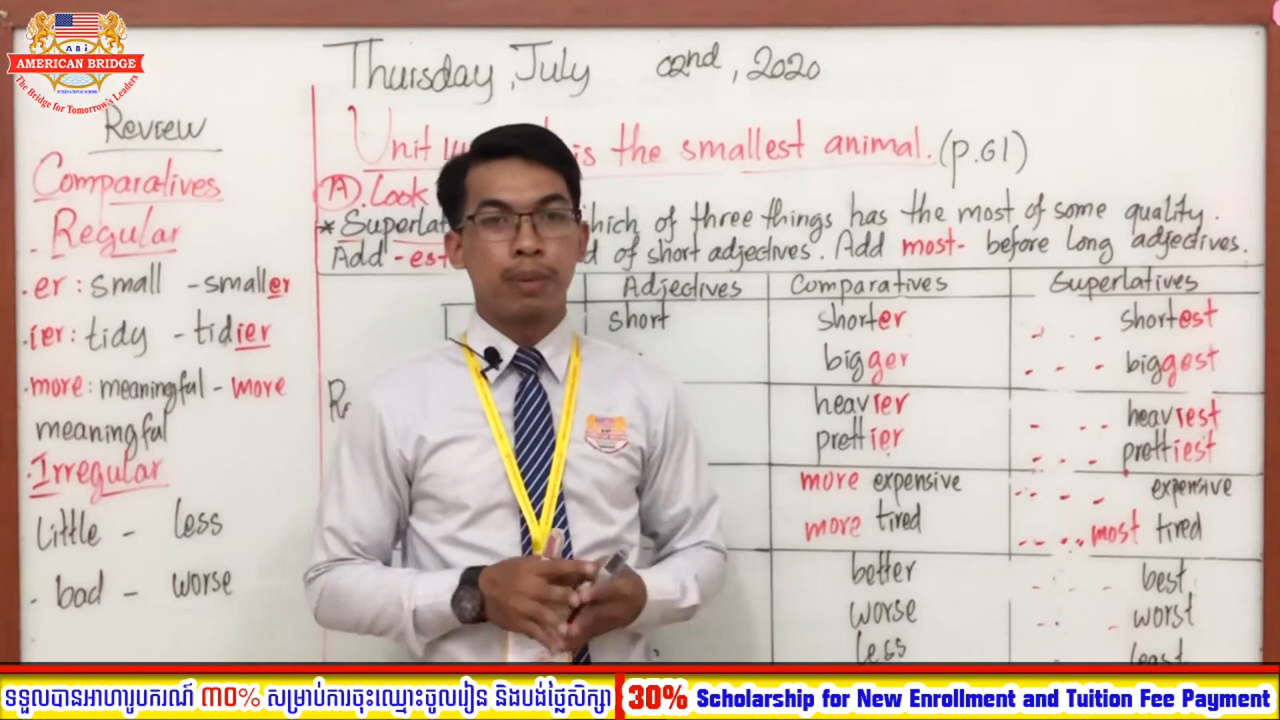 AMERICAN BRIDGE
The Bridge for Tomorrow's Leaders
Thursday, July 02nd, 2020
Review
Comparatives
- Regular
.er: small - smaller
.ier: tidy - tidier
.more: meaningful - more
meaningful
.Irregular
little - less
. bad - worse
Unit is the smallest animal. (p.61)
A). Look
* which of three things has the most of some quality.
Add -est of short adjectives. Add most- before long adjectives.
Adjectives Comparatives Superlatives
short shorter . . . shortest
bigger . . . biggest
heavier . . . heaviest
prettier . . . prettiest
more expensive . . . expensive
more tired . . . most tired
better . . . best
worse . . . worst
less least
ទទួលបានអាហារូបករណ៍ ៣០% សម្រាប់ការចុះឈ្មោះចូលរៀន និងបង់ថ្លៃសិក្សា
30% Scholarship for New Enrollment and Tuition Fee Payment